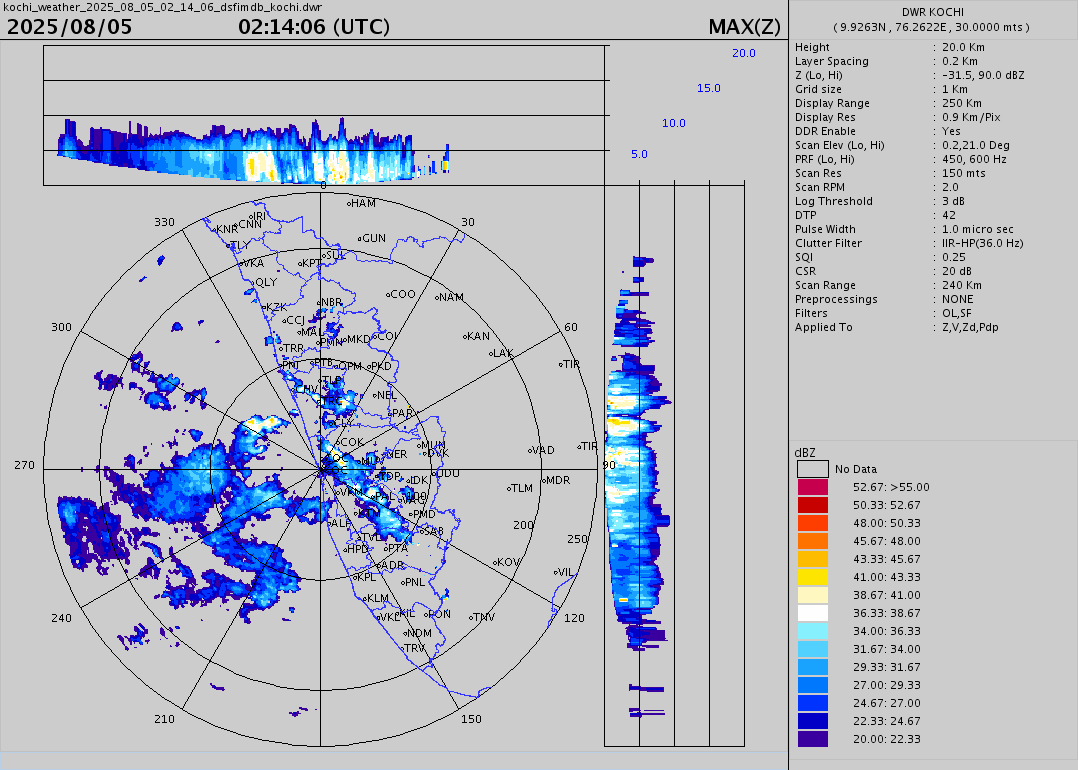 kochi_weather_2025_08_05_02_14_06_dsfimdb_kochi.dwr
2025/08/05 02:14:06 (UTC) MAX(Z)
20.0
15.0
10.0
5.0
DWR KOCHI
( 9.9263N , 76.2622E , 30.0000 mts )
Height : 20.0 Km
Layer Spacing : 0.2 Km
Z (Lo, Hi) : -31.5, 90.0 dBZ
Grid size : 1 Km
Display Range : 250 Km
Display Res : 0.9 Km/Pix
DDR Enable : Yes
Scan Elev (Lo, Hi) : 0.2,21.0 Deg
PRF (Lo, Hi) : 450, 600 Hz
Scan Res : 150 mts
Scan RPM : 2.0
Log Threshold : 3 dB
DTP : 42
Pulse Width : 1.0 micro sec
Clutter Filter : IIR-HP(36.0 Hz)
SQI : 0.25
CSR : 20 dB
Scan Range : 240 Km
Preprocessings : NONE
Filters : OL,SF
Applied To : Z,V,Zd,Pdp
0
30
60
90
120
150
210
240
270
300
330
100
200
250
HAM
IRI
CNN
KNR
TLY
GUN
SUL
VKA
KPT
QLY
COO
NAM
NBR
KZK
CCJ
MAL
PMN
MKD
COI
KAN
LAK
TRR
TIR
PNI
PTB
OPM
PKD
TLP
CHV
NEL
PAR
CLY
COK
MUN
DVK
NER
VAD
TIR
UDU
IDK
TDP
MDR
TLM
VKM
PAL
PMD
ALP
SAB
HPD
PTA
KOV
ADR
VIL
KPL
PNL
KLM
VKL
KIL
PON
TNV
NDM
TRV
dBZ
No Data
52.67: >55.00
50.33: 52.67
48.00: 50.33
45.67: 48.00
43.33: 45.67
41.00: 43.33
38.67: 41.00
36.33: 38.67
34.00: 36.33
31.67: 34.00
29.33: 31.67
27.00: 29.33
24.67: 27.00
22.33: 24.67
20.00: 22.33